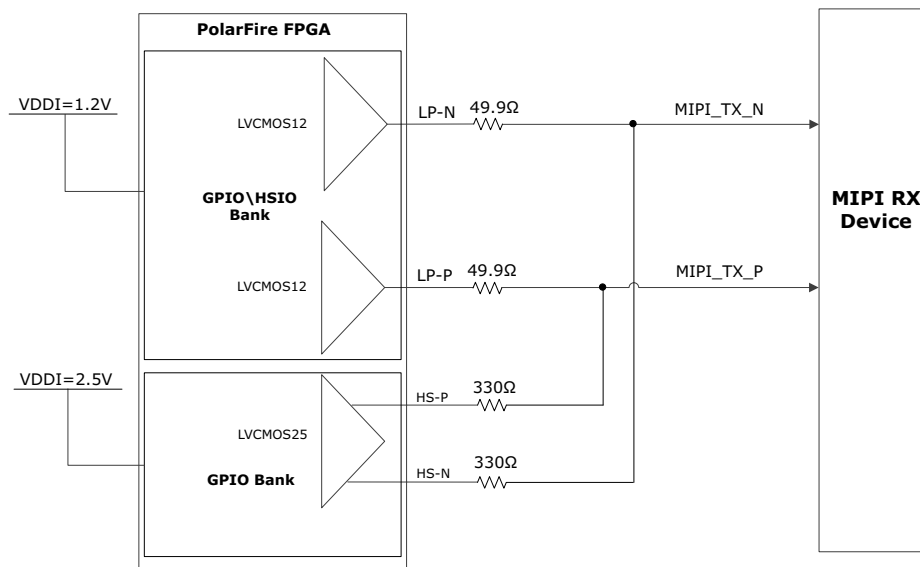 PolarFire FPGA
VDDI=1.2V
LVCMOS12
LP-N
49.9Ω
MIPI_TX_N
GPIO\HSIO
Bank
MIPI RX
Device
LVCMOS12
LP-P
49.9Ω
MIPI_TX_P
VDDI=2.5V
HS-P
330Ω
LVCMOS25
HS-N
330Ω
GPIO Bank